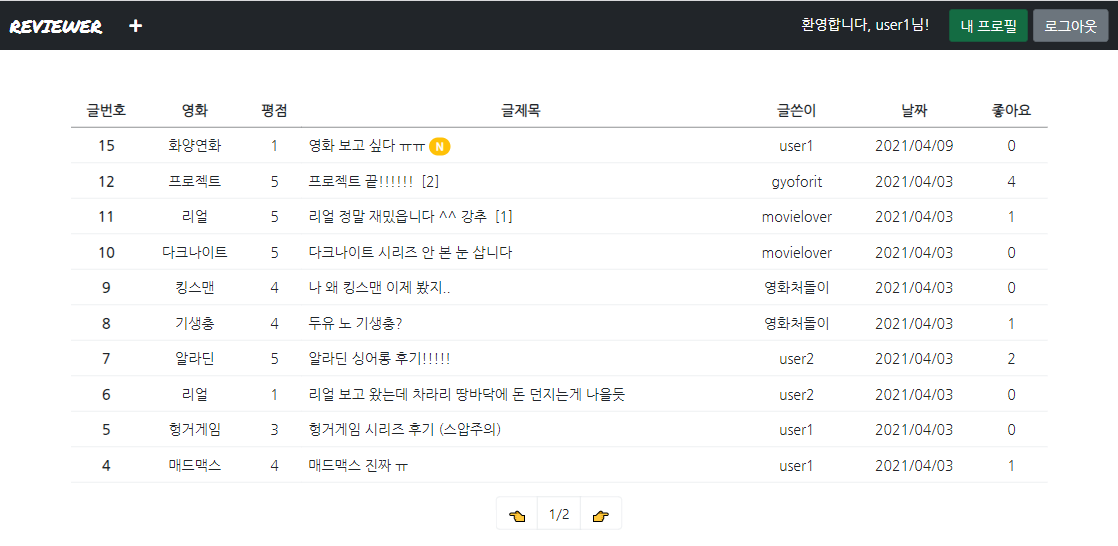 REVIEWER + 환영합니다, user1님! 내 프로필 로그아웃
글번호 영화 평점 글제목 글쓴이 날짜 좋아요
15 화양연화 1 영화 보고 싶다 ㅠㅠ N user1 2021/04/09 0
12 프로젝트 5 프로젝트 끝!!!!!! [2] gyoforit 2021/04/03 4
11 리얼 5 리얼 정말 재밌읍니다 ^^ 강추 [1] movielover 2021/04/03 1
10 다크나이트 5 다크나이트 시리즈 안 본 눈 삽니다 movielover 2021/04/03 0
9 킹스맨 4 나 왜 킹스맨 이제 봤지.. 영화처돌이 2021/04/03 0
8 기생충 4 두유 노 기생충? 영화처돌이 2021/04/03 1
7 알라딘 5 알라딘 싱어롱 후기!!!!! user2 2021/04/03 2
6 리얼 1 리얼 보고 왔는데 차라리 땅바닥에 돈 던지는게 나을듯 user2 2021/04/03 0
5 헝거게임 3 헝거게임 시리즈 후기 (스압주의) user1 2021/04/03 0
4 매드맥스 4 매드맥스 진짜 ㅠ user1 2021/04/03 1
1/2